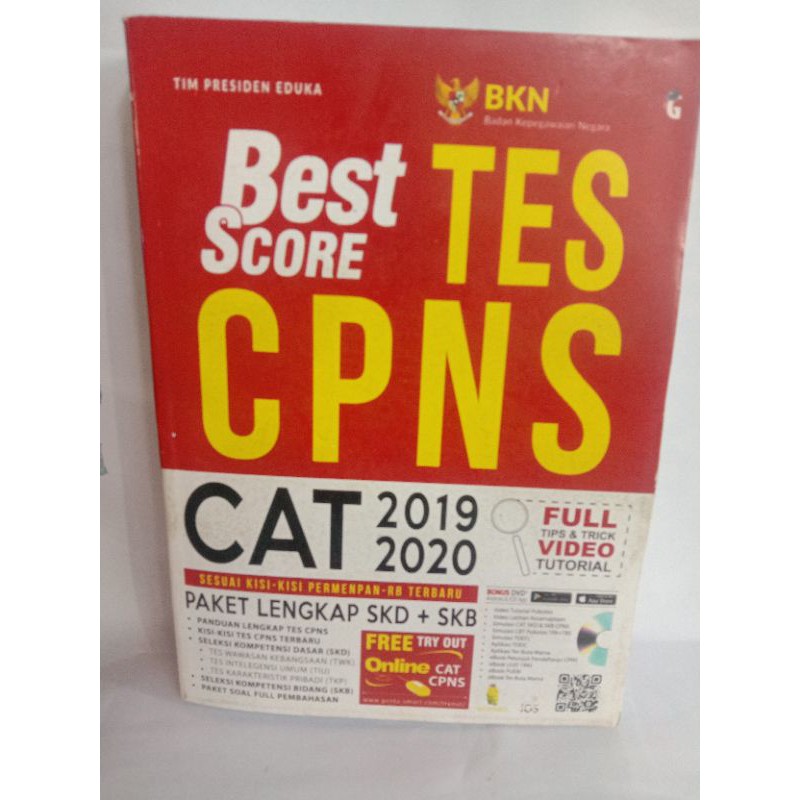 TIM PRESIDEN EDUKA
BKN
Badan Kepegawaian Negara
G
Best
SCORE
TES
CPNS
CAT
2019
2020
FULL
TIPS & TRICK
VIDEO
TUTORIAL
SESUAI KISI-KISI PERMENPAN-RB TERBARU
PAKET LENGKAP SKD + SKB
• PANDUAN LENGKAP TES CPNS
• KISI-KISI TES CPNS TERBARU
• SELEKSI KOMPETENSI DASAR (SKD)
• TES WAWASAN KEBANGSAAN (TWK)
• TES INTELEGENSI UMUM (TIU)
• TES KARAKTERISTIK PRIBADI (TKP)
• SELEKSI KOMPETENSI BIDANG (SKB)
• PAKET SOAL FULL PEMBAHASAN
FREE TRY OUT
Online CAT
CPNS
BONUS DVD
App Store